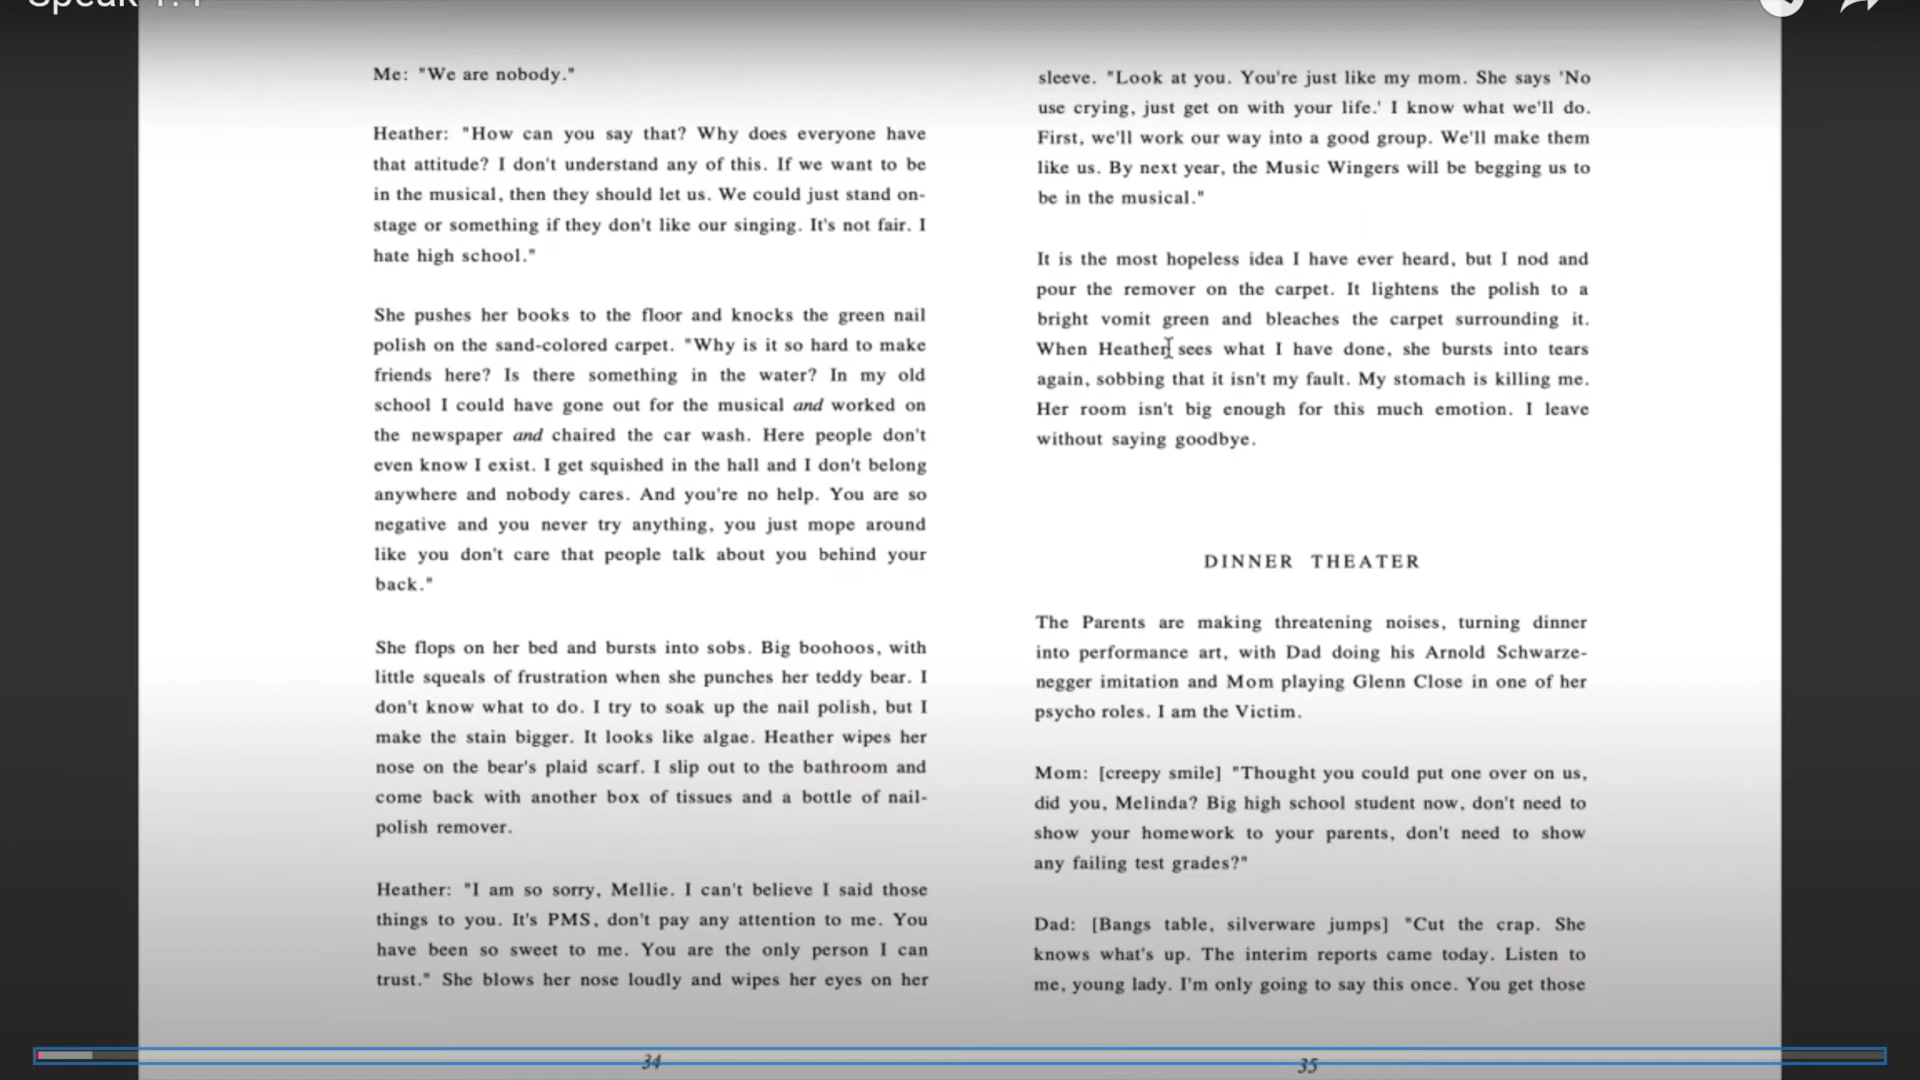 Me: "We are nobody."
Heather: "How can you say that? Why does everyone have
that attitude? I don't understand any of this. If we want to be
in the musical, then they should let us. We could just stand on-
stage or something if they don't like our singing. It's not fair. I
hate high school."
She pushes her books to the floor and knocks the green nail
polish on the sand-colored carpet. "Why is it so hard to make
friends here? Is there something in the water? In my old
school I could have gone out for the musical and worked on
the newspaper and chaired the car wash. Here people don't
even know I exist. I get squished in the hall and I don't belong
anywhere and nobody cares. And you're no help. You are so
negative and you never try anything, you just mope around
like you don't care that people talk about you behind your
back."
She flops on her bed and bursts into sobs. Big boohoos, with
little squeals of frustration when she punches her teddy bear. I
don't know what to do. I try to soak up the nail polish, but I
make the stain bigger. It looks like algae. Heather wipes her
nose on the bear's plaid scarf. I slip out to the bathroom and
come back with another box of tissues and a bottle of nail-
polish remover.
Heather: "I am so sorry, Mellie. I can't believe I said those
things to you. It's PMS, don't pay any attention to me. You
have been so sweet to me. You are the only person I can
trust." She blows her nose loudly and wipes her eyes on her
34
sleeve. "Look at you. You're just like my mom. She says 'No
use crying, just get on with your life.' I know what we'll do.
First, we'll work our way into a good group. We'll make them
like us. By next year, the Music Wingers will be begging us to
be in the musical."
It is the most hopeless idea I have ever heard, but I nod and
pour the remover on the carpet. It lightens the polish to a
bright vomit green and bleaches the carpet surrounding it.
When Heather sees what I have done, she bursts into tears
again, sobbing that it isn't my fault. My stomach is killing me.
Her room isn't big enough for this much emotion. I leave
without saying goodbye.
DINNER THEATER
The Parents are making threatening noises, turning dinner
into performance art, with Dad doing his Arnold Schwarze-
negger imitation and Mom playing Glenn Close in one of her
psycho roles. I am the Victim.
Mom: [creepy smile] "Thought you could put one over on us,
did you, Melinda? Big high school student now, don't need to
show your homework to your parents, don't need to show
any failing test grades?"
Dad: [Bangs table, silverware jumps] "Cut the crap. She
knows what's up. The interim reports came today. Listen to
me, young lady. I'm only going to say this once. You get those
35